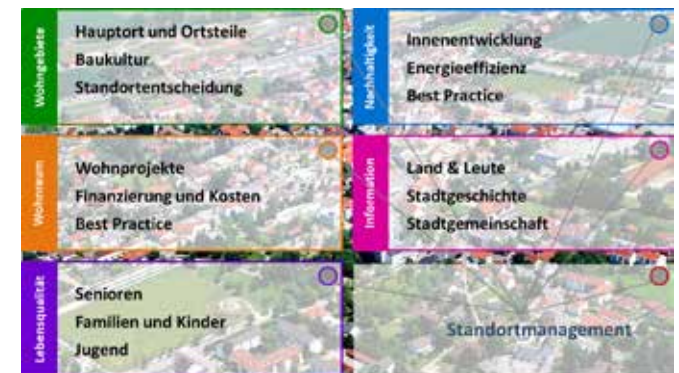 Wohngebiete
Hauptort und Ortsteile
Baukultur
Standortentscheidung
Nachhaltigkeit
Innenentwicklung
Energieeffizienz
Best Practice
Wohnraum
Wohnprojekte
Finanzierung und Kosten
Best Practice
Information
Land & Leute
Stadtgeschichte
Stadtgemeinschaft
Lebensqualität
Senioren
Familien und Kinder
Jugend
Standortmanagement